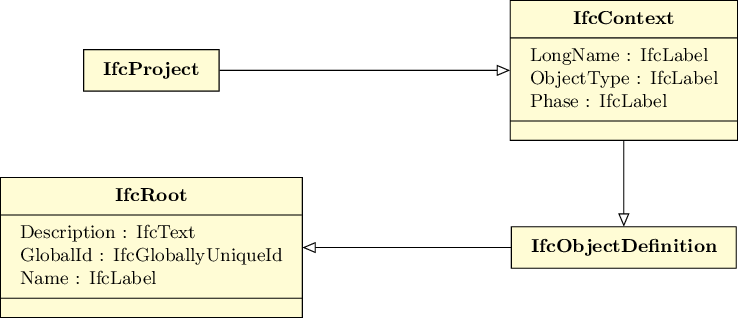 IfcContext
LongName : IfcLabel
ObjectType : IfcLabel
Phase : IfcLabel
IfcProject
IfcRoot
Description : IfcText
GlobalId : IfcGloballyUniqueId
Name : IfcLabel
IfcObjectDefinition